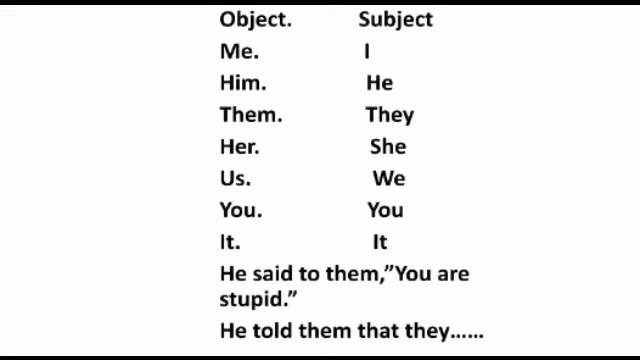 Object. Subject
Me. I
Him. He
Them. They
Her. She
Us. We
You. You
It. It
He said to them,”You are
stupid.”
He told them that they......